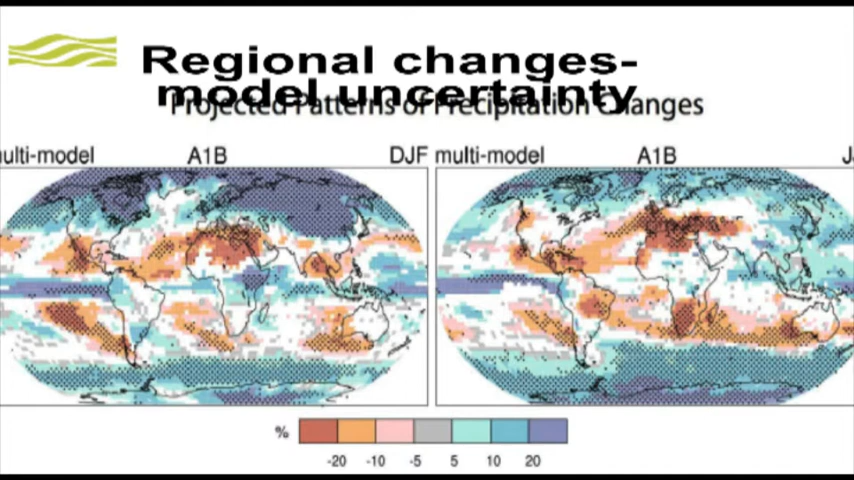 Regional changes-
model uncertainty
Projected Patterns of Precipitation Changes
multi-model A1B DJF multi-model A1B J
%
-20 -10 -5 5 10 20